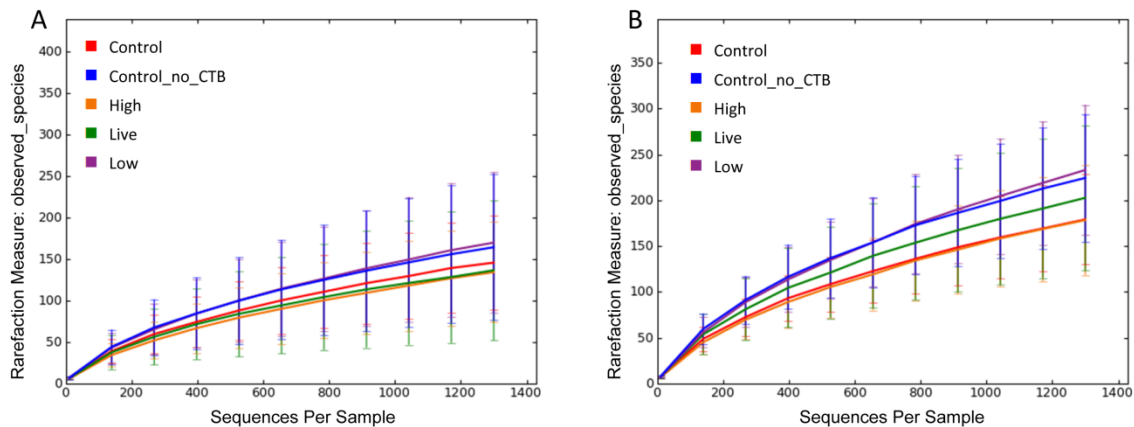 A
Control
Control_no_CTB
High
Live
Low
Rarefaction Measure: observed_species
400
350
300
250
200
150
100
50
0
0 200 400 600 800 1000 1200 1400
Sequences Per Sample
B
Control
Control_no_CTB
High
Live
Low
Rarefaction Measure: observed_species
350
300
250
200
150
100
50
0
0 200 400 600 800 1000 1200 1400
Sequences Per Sample